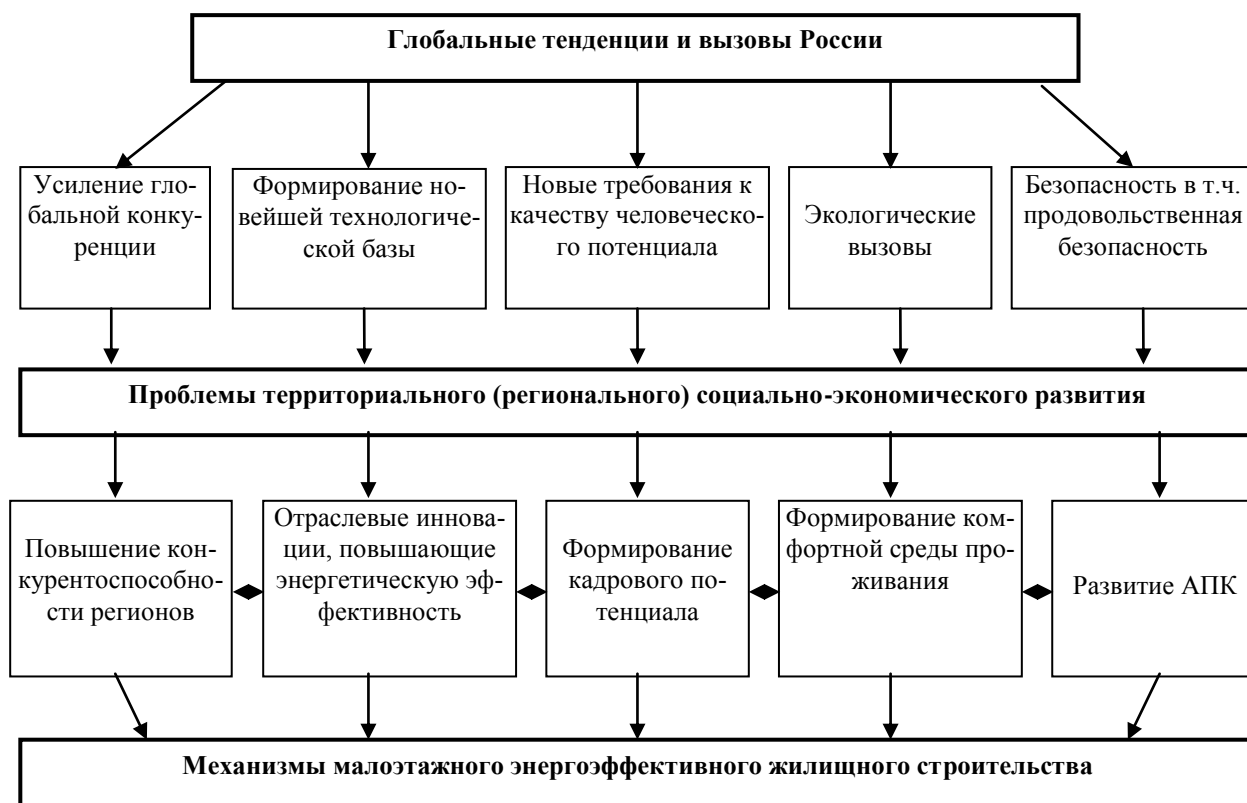 Глобальные тенденции и вызовы России
Усиление гло-
бальной конку-
ренции
Формирование но-
вейшей технологиче-
ской базы
Новые требования к
качеству человеческо-
го потенциала
Экологические
вызовы
Безопасность в т.ч.
продовольственная
безопасность
Проблемы территориального (регионального) социально-экономического развития
Повышение кон-
курентоспособно-
сти регионов
Отраслевые иннова-
ции, повышающие
энергетическую эф-
фективность
Формирование
кадрового по-
тенциала
Формирование ком-
фортной среды про-
живания
Развитие АПК
Механизмы малоэтажного энергоэффективного жилищного строительства